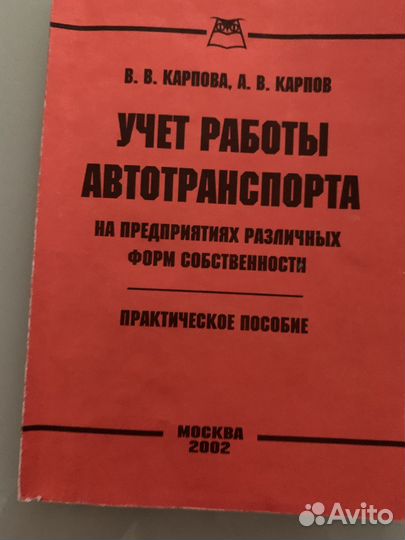 В. В. КАРПОВА, А. В. КАРПОВ
УЧЕТ РАБОТЫ
АВТОТРАНСПОРТА
НА ПРЕДПРИЯТИЯХ РАЗЛИЧНЫХ
ФОРМ СОБСТВЕННОСТИ
ПРАКТИЧЕСКОЕ ПОСОБИЕ
МОСКВА
2002
Avito